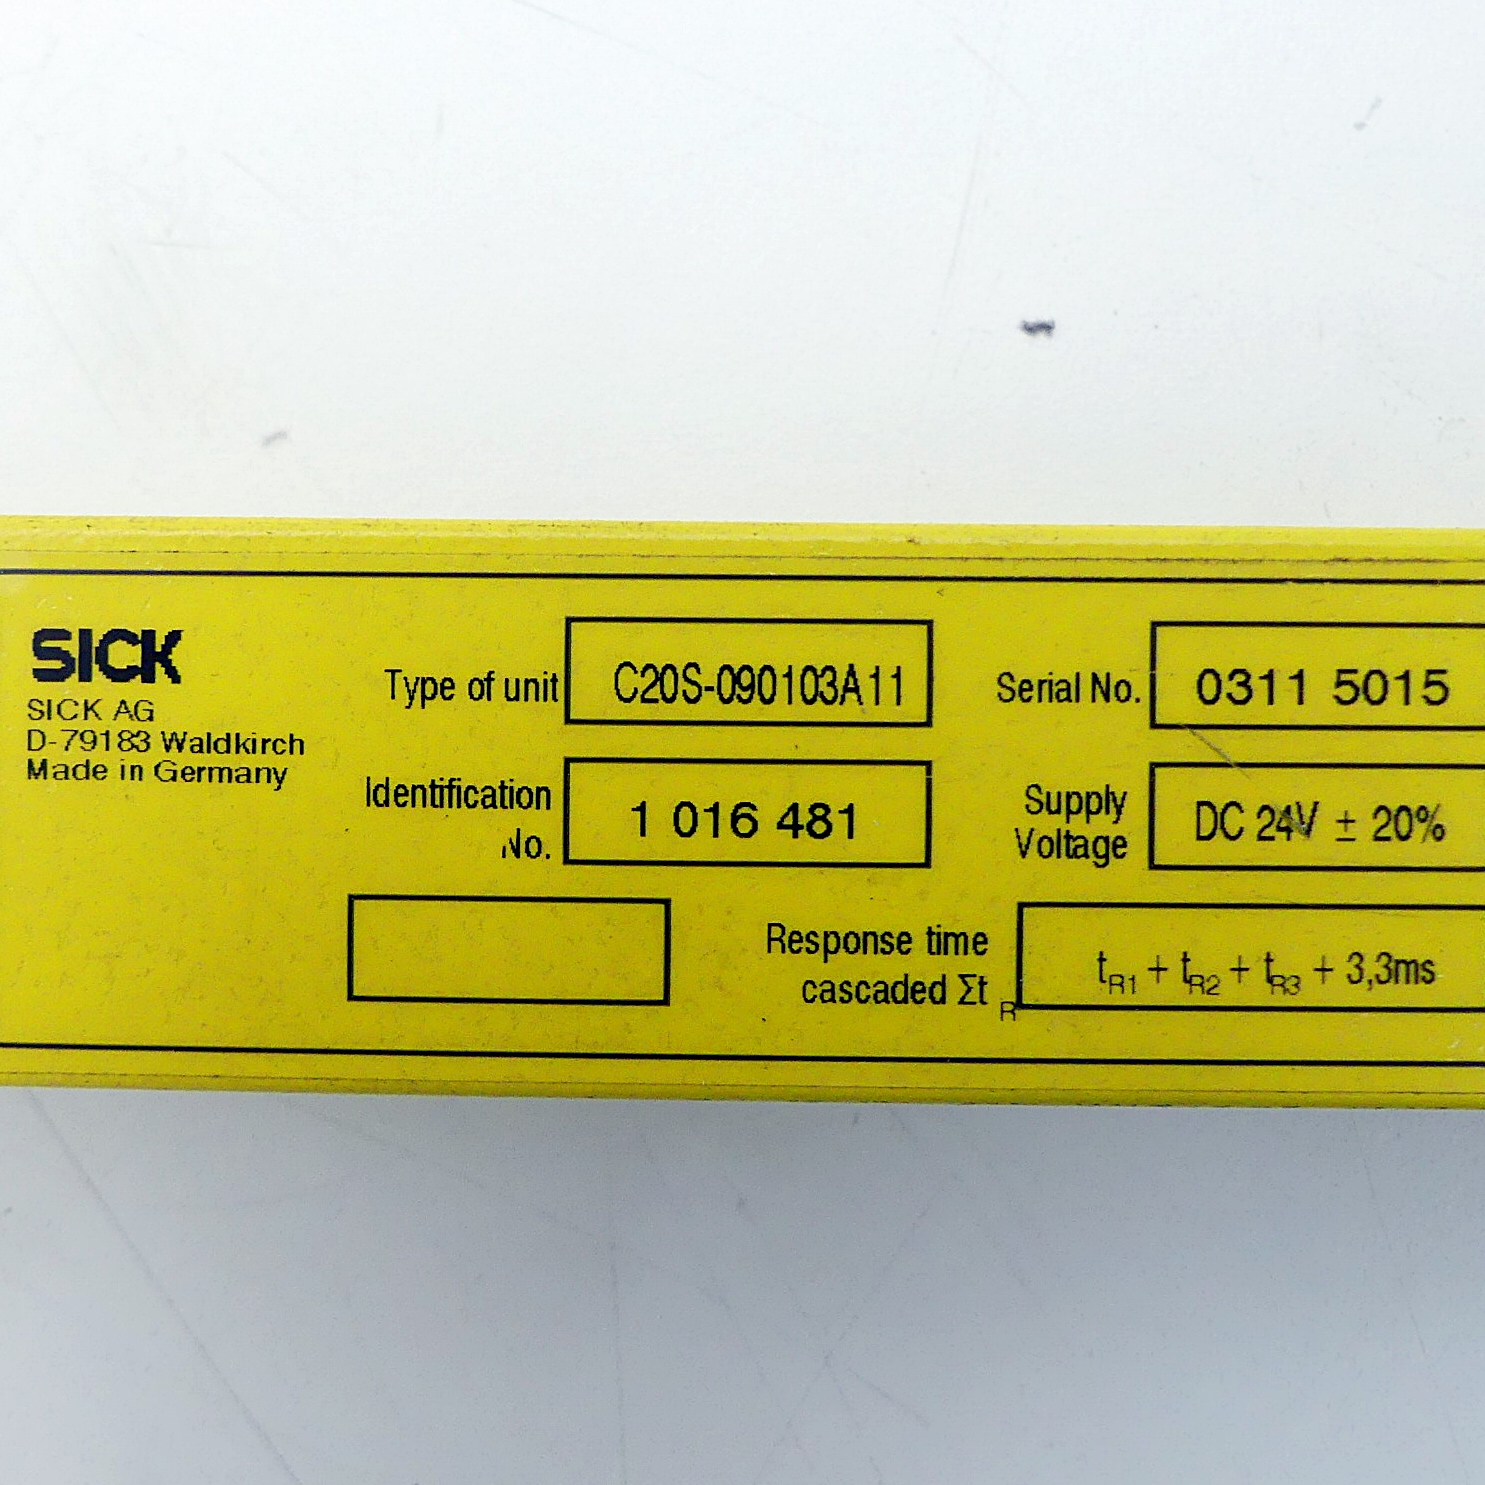 SICK
SICK AG
D-79183 Waldkirch
Made in Germany
Type of unit C20S-090103A11
Identification No. 1 016 481
Serial No. 0311 5015
Supply Voltage DC 24V ± 20%
Response time
cascaded Σt R
tR1 + tR2 + tR3 + 3,3ms